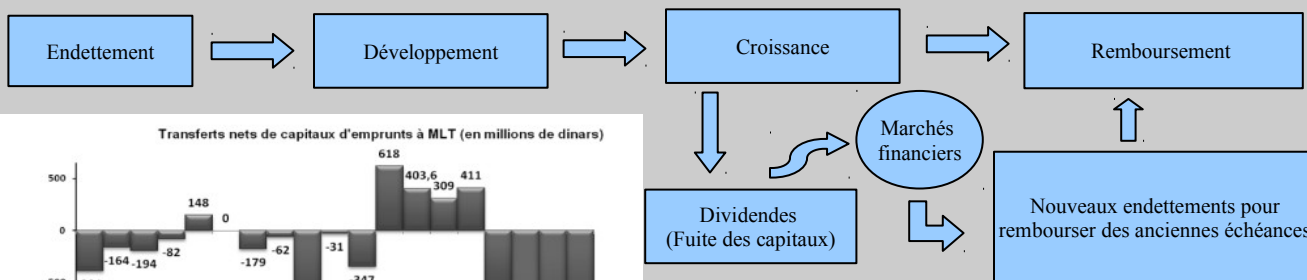 Endettement
Développement
Croissance
Remboursement
Transferts nets de capitaux d'emprunts à MLT (en millions de dinars)
Marchés
financiers
618
500
403,6
309
411
148
0
0
-164
-194
-82
-179
-62
-31
-347
Dividendes
(Fuite des capitaux)
Nouveaux endettements pour
rembourser des anciennes échéances